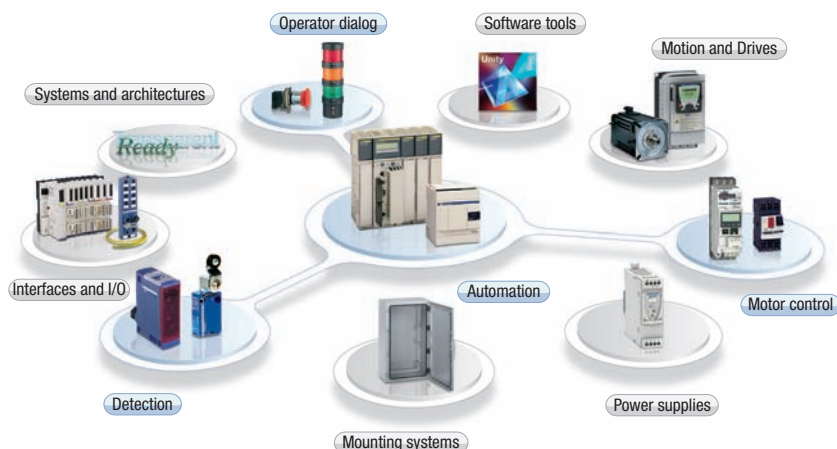 Operator dialog
Software tools
Motion and Drives
Systems and architectures
Unity
Transparent
Ready
Interfaces and I/O
Automation
Motor control
Detection
Power supplies
Mounting systems